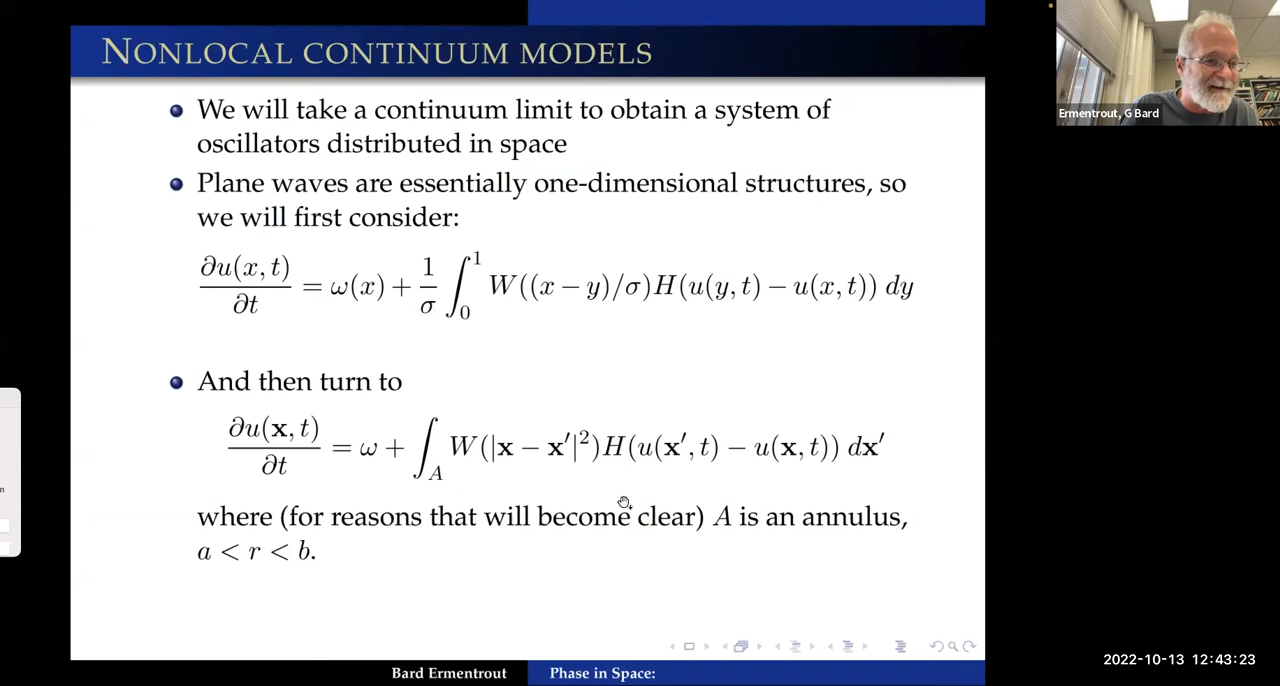 NONLOCAL CONTINUUM MODELS
We will take a continuum limit to obtain a system of
oscillators distributed in space
Plane waves are essentially one-dimensional structures, so
we will first consider:
∂u(x, t)/∂t = ω(x) + 1/σ ∫₀¹ W((x − y)/σ)H(u(y, t) − u(x, t)) dy
And then turn to
∂u(𝐱, t)/∂t = ω + ∫_A W(|𝐱 − 𝐱′|²)H(u(𝐱′, t) − u(𝐱, t)) d𝐱′
where (for reasons that will become clear) A is an annulus,
a < r < b.
Bard Ermentrout
Phase in Space:
Ermentrout, G Bard
2022-10-13 12:43:23